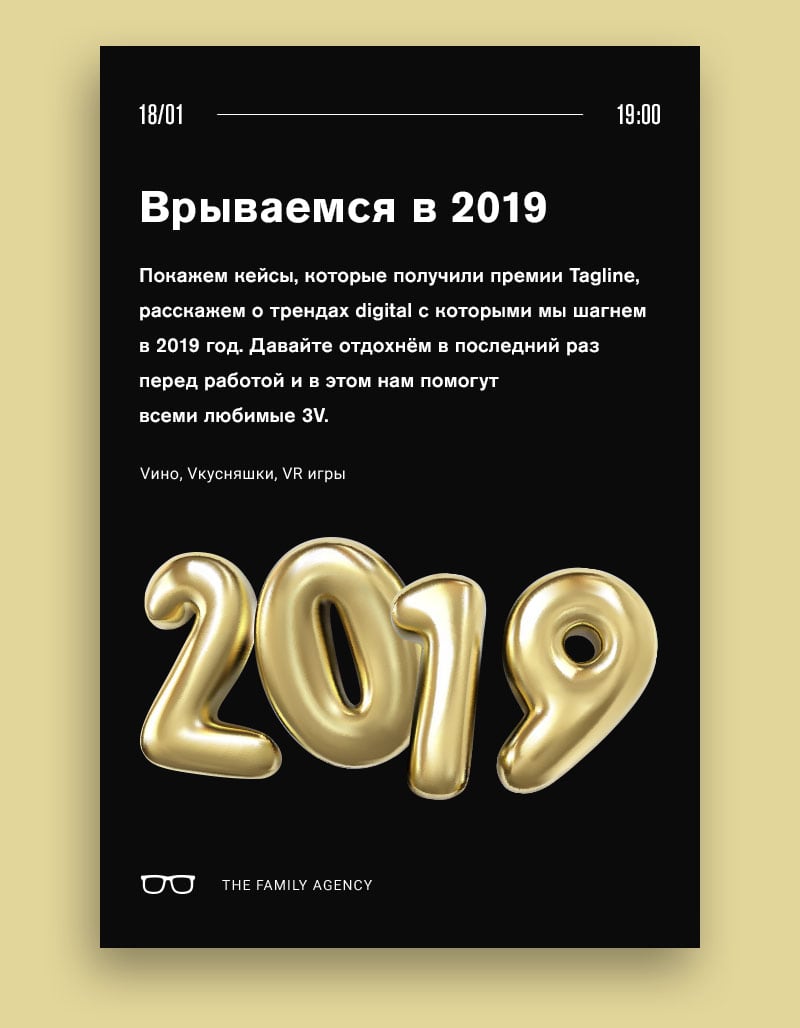 18/01 19:00
Врываемся в 2019
Покажем кейсы, которые получили премии Tagline,
расскажем о трендах digital с которыми мы шагнем
в 2019 год. Давайте отдохнём в последний раз
перед работой и в этом нам помогут
всеми любимые 3V.
Vино, Vкусняшки, VR игры
2019
THE FAMILY AGENCY